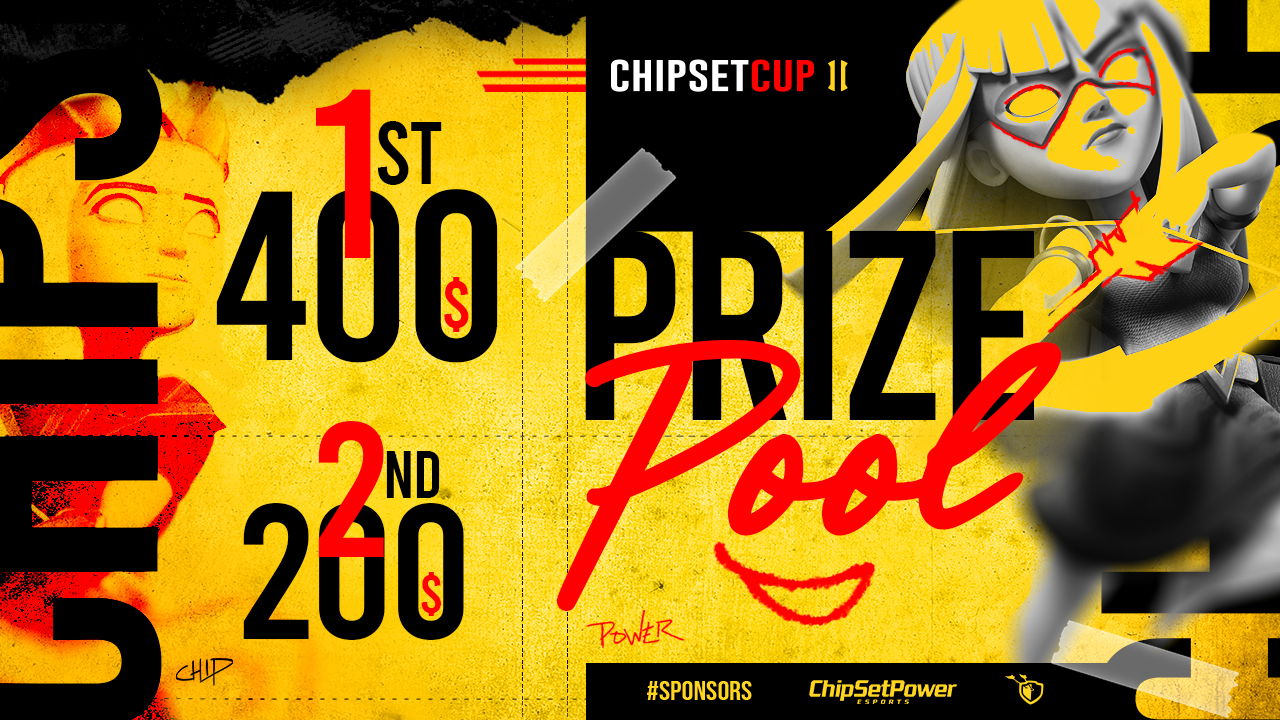 CHIPS
1ST
400$
2ND
200$
CHIP
CHIPSETCUP II
PRIZE
Pool
POWER
#SPONSORS
ChipSetPower
ESPORTS